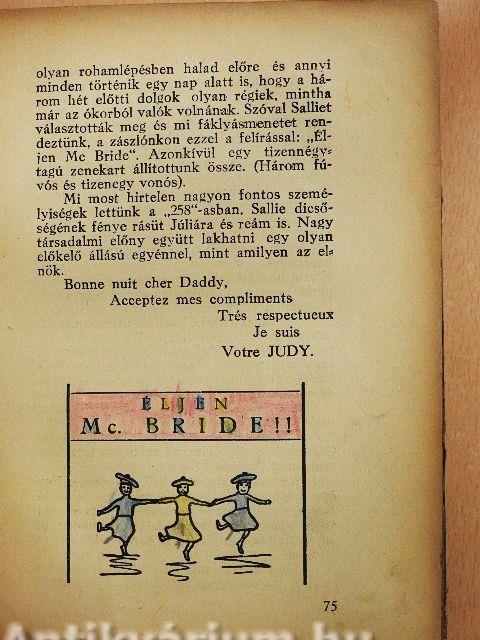 olyan rohamlépésben halad előre és annyi
minden történik egy nap alatt is, hogy a há-
rom hét előtti dolgok olyan régiek, mintha
már az ókorból valók volnának. Szóval Salliet
választották meg és mi fáklyásmenetet ren-
deztünk, a zászlónkon ezzel a felírással: „Él-
jen Mc Bride". Azonkívül egy tizennégy-
tagú zenekart állítottunk össze. (Három fu-
vós és tizenegy vonós).
Mi most hirtelen nagyon fontos szemé-
lyiségek lettünk a „258"-asban. Sallie dicső-
ségének fénye rásüt Júliára és reám is. Nagy
társadalmi előny együtt lakhatni egy olyan
előkelő állású egyénnel, mint amilyen az el-
nök.
Bonne nuit cher Daddy,
Acceptez mes compliments
Trés respectueux
Je suis
Votre JUDY.
ÉLJEN
Mc. BRIDE!!
75
Antikvárium.hu